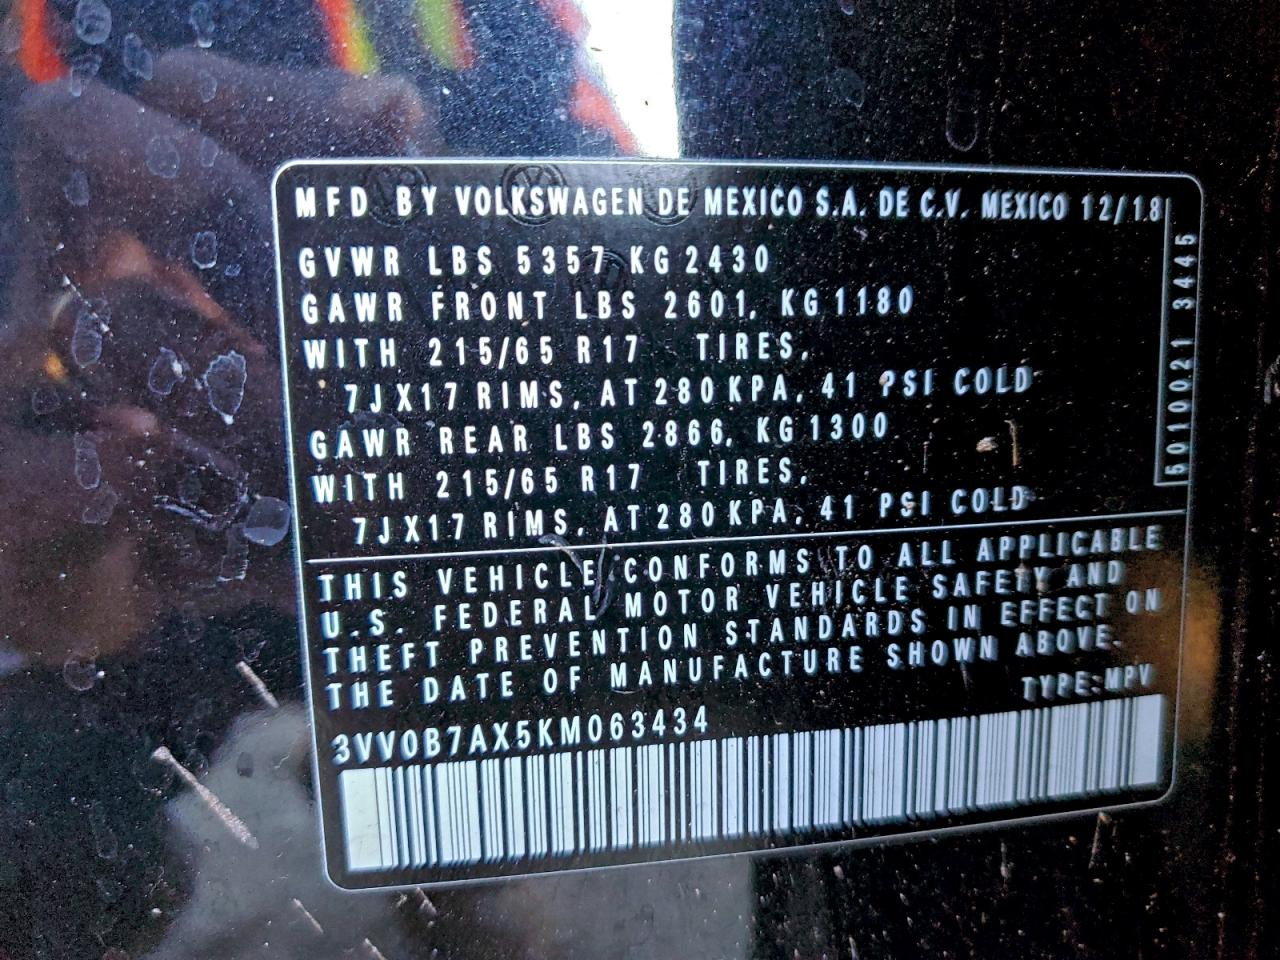 MFD BY VOLKSWAGEN DE MEXICO S.A. DE C.V. MEXICO 12/18
GVWR LBS 5357 KG 2430
GAWR FRONT LBS 2601, KG 1180
WITH 215/65 R17 TIRES,
7JX17 RIMS, AT 280 KPA, 41 PSI COLD
GAWR REAR LBS 2866, KG 1300
WITH 215/65 R17 TIRES,
7JX17 RIMS, AT 280 KPA, 41 PSI COLD
5010021 3445
THIS VEHICLE CONFORMS TO ALL APPLICABLE
U.S. FEDERAL MOTOR VEHICLE SAFETY AND
THEFT PREVENTION STANDARDS IN EFFECT ON
THE DATE OF MANUFACTURE SHOWN ABOVE.
TYPE:MPV
3VV0B7AX5KM063434